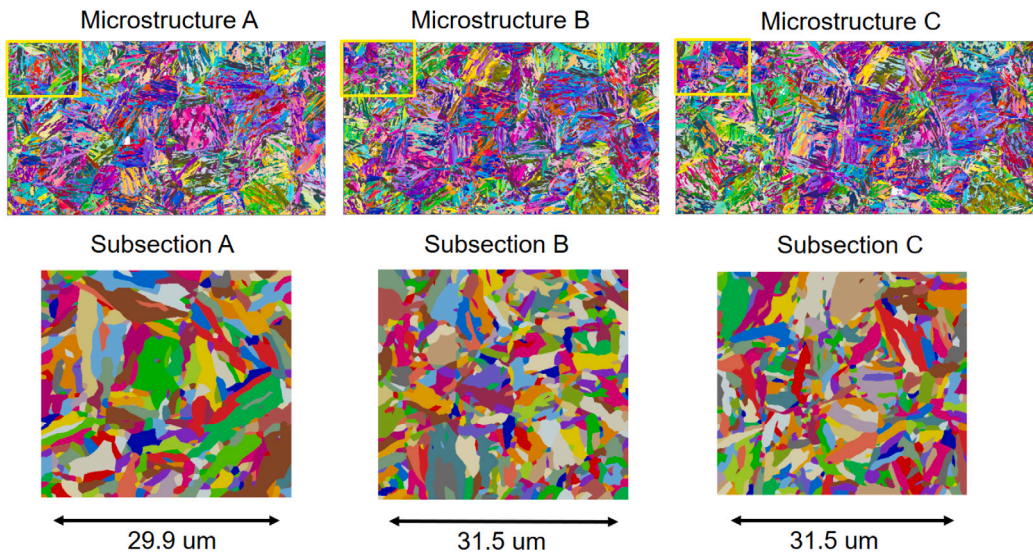 Microstructure A
Microstructure B
Microstructure C
Subsection A
Subsection B
Subsection C
29.9 um
31.5 um
31.5 um